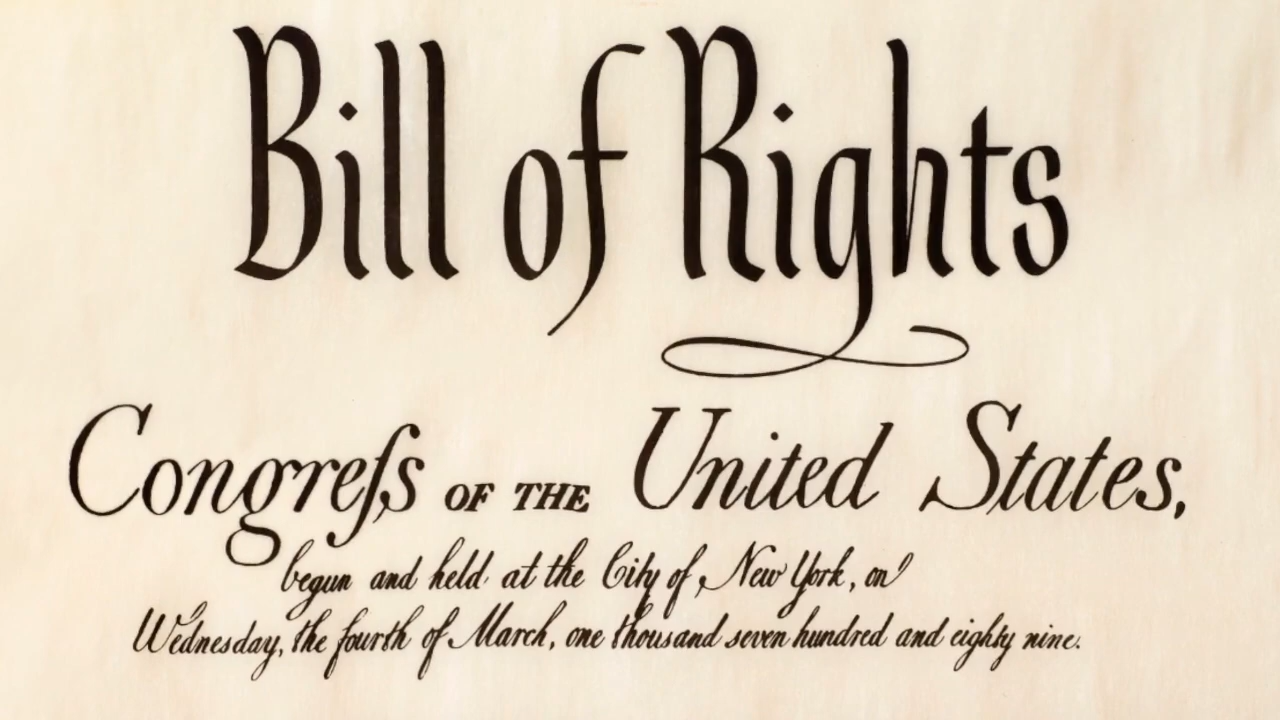 Bill of Rights
Congreſs OF THE United States,
begun and held at the City of New York, on
Wednesday, the fourth of March, one thousand seven hundred and eighty nine.